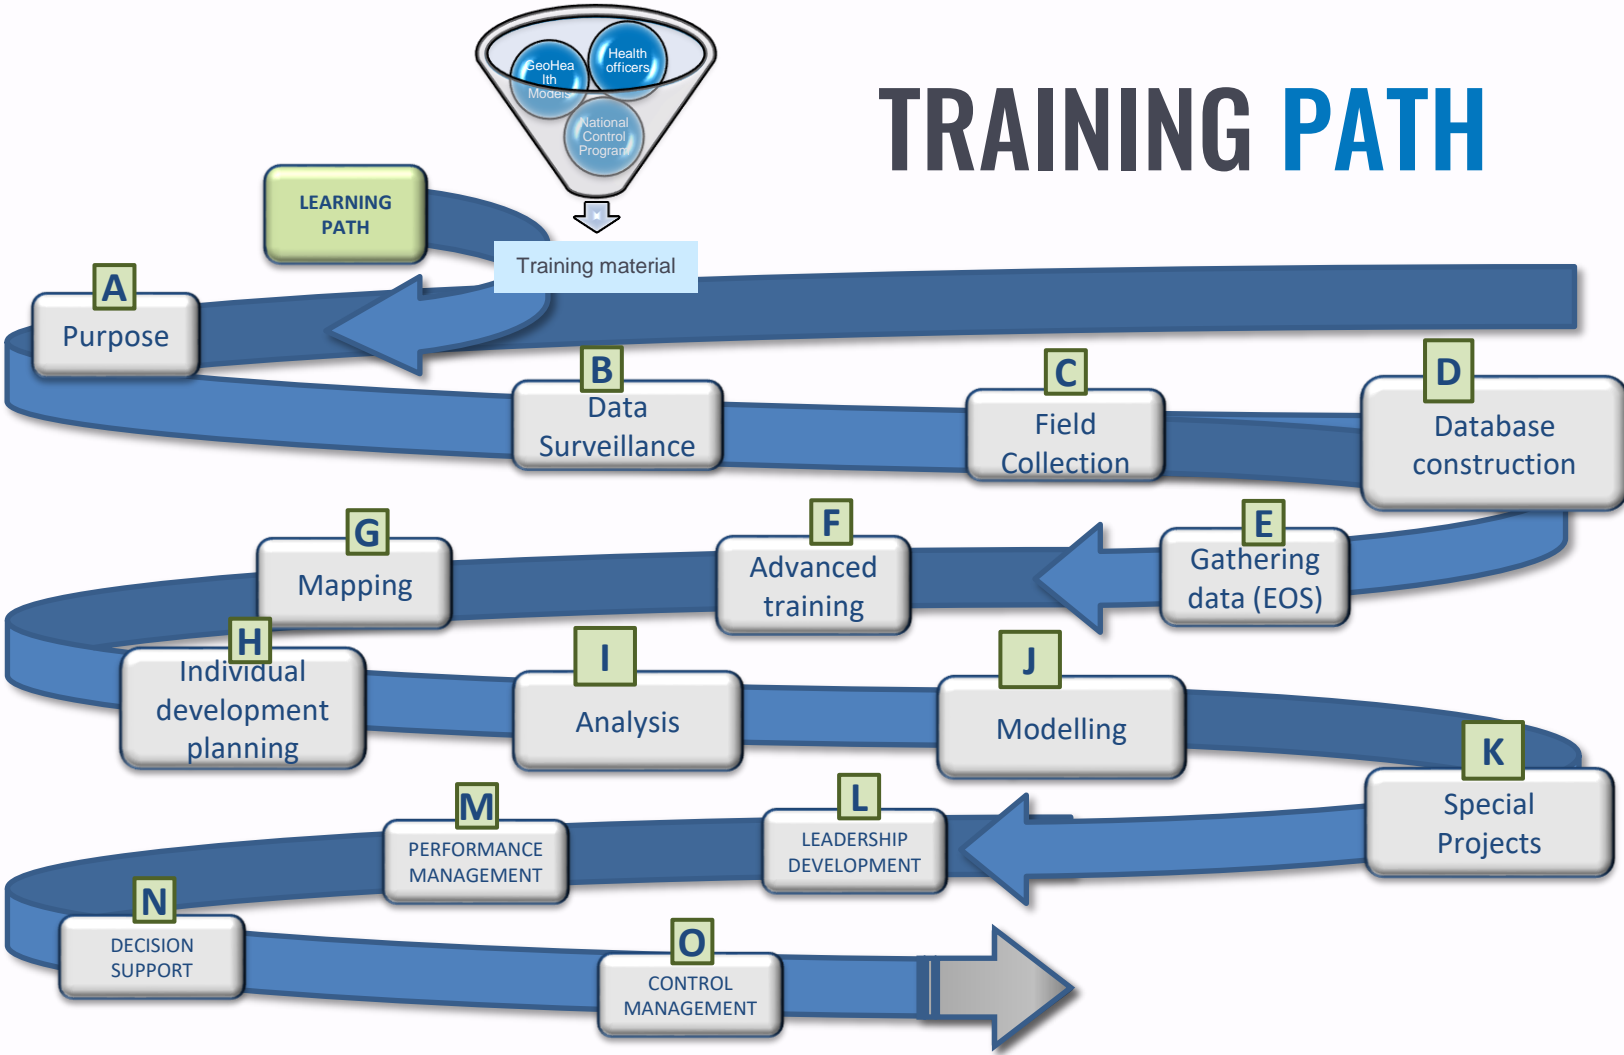 GeoHea
lth
Models
Health
officers
National
Control
Program
TRAINING PATH
LEARNING
PATH
Training material
A
Purpose
B
Data
Surveillance
C
Field
Collection
D
Database
construction
E
Gathering
data (EOS)
F
Advanced
training
G
Mapping
H
Individual
development
planning
I
Analysis
J
Modelling
K
Special
Projects
L
LEADERSHIP
DEVELOPMENT
M
PERFORMANCE
MANAGEMENT
N
DECISION
SUPPORT
O
CONTROL
MANAGEMENT